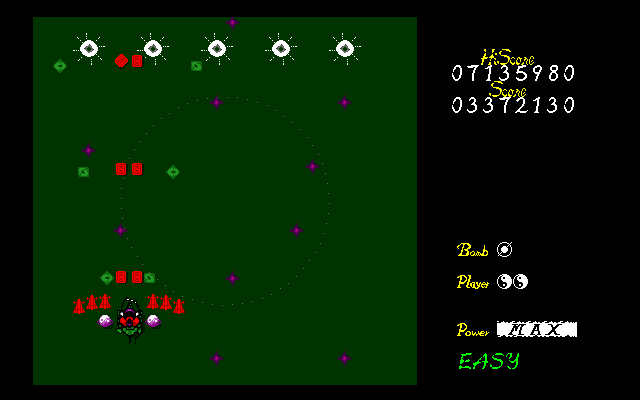 HiScore
07135980
Score
03372130
Bomb
Player
Power MAX
EASY